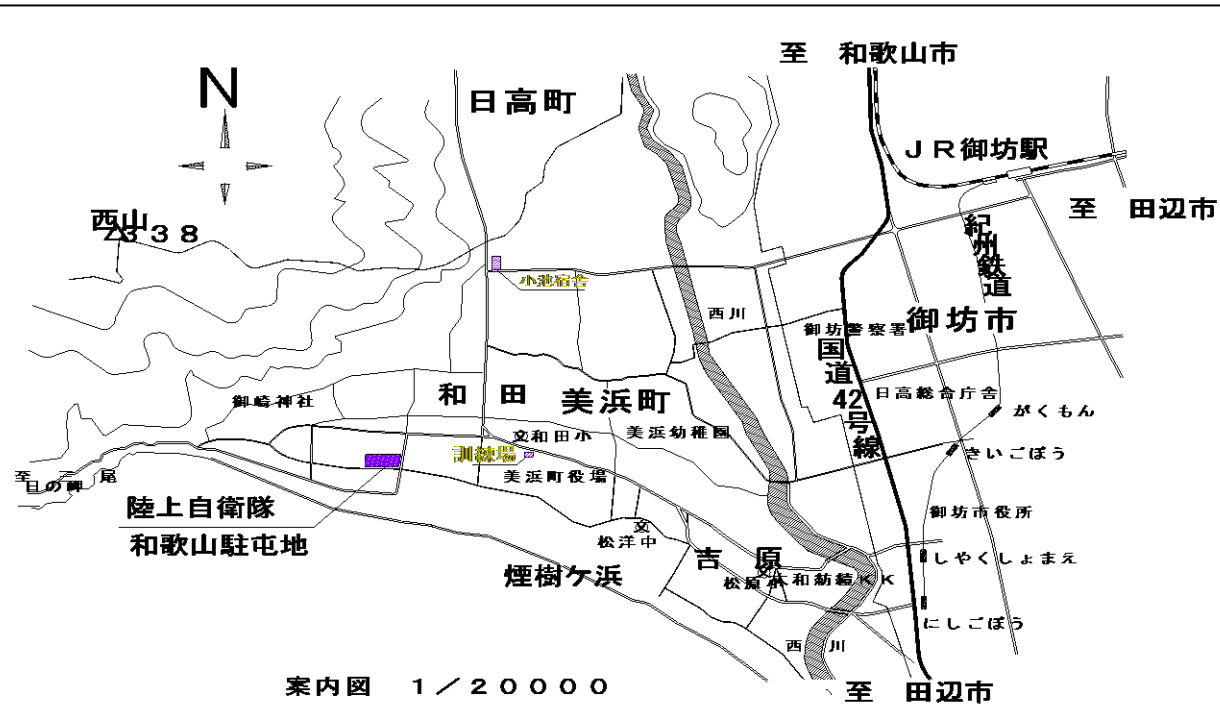 至 和歌山市
N
日高町
JR御坊駅
至 田辺市
西山
338
紀州鉄道
小池宿舎
西川
御坊市
御坊警察署
国道42号線
日高総合庁舎
和田
美浜町
御崎神社
がくもん
文和田小
美浜幼稚園
訓練場
きいごぼう
美浜町役場
至
日の岬
尾
陸上自衛隊
和歌山駐屯地
御坊市役所
文
松洋中
吉原
しやくしょまえ
煙樹ケ浜
松原小
大和紡績KK
にしごぼう
西川
案内図 1/20000
至 田辺市